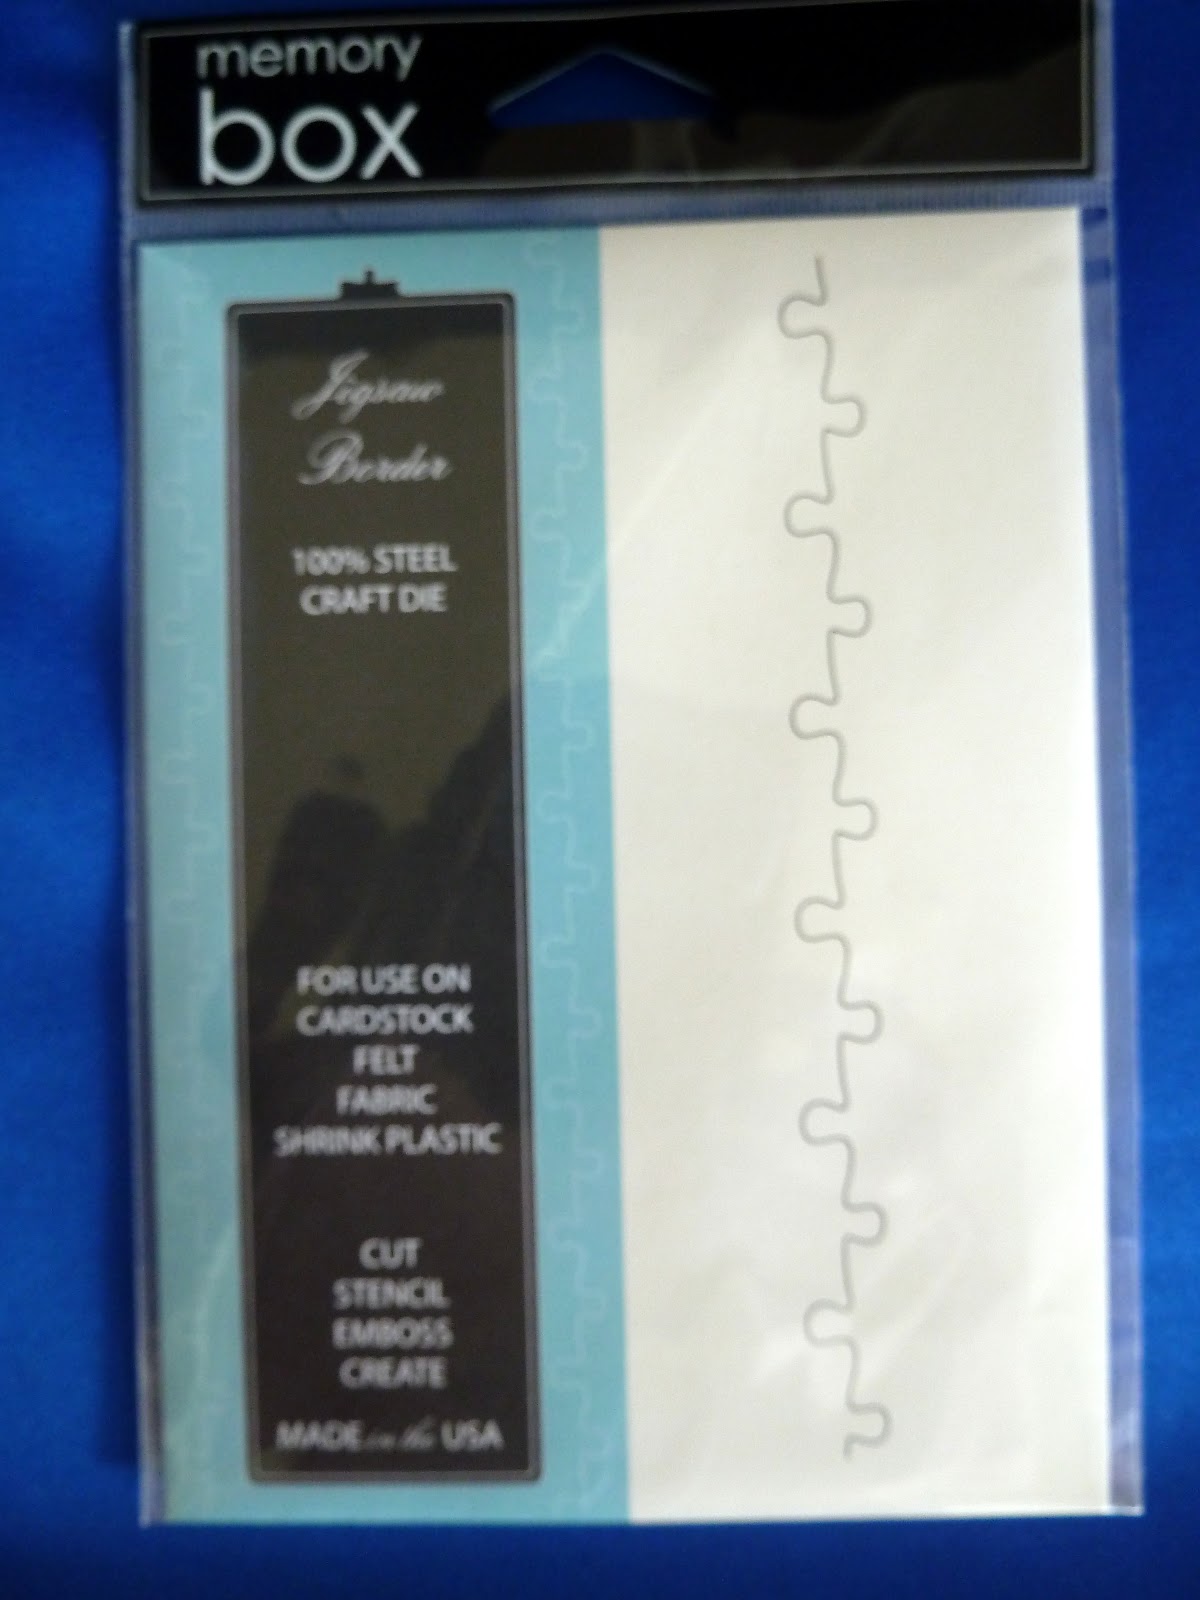 memory
box
Jigsaw
Border
100% STEEL
CRAFT DIE
FOR USE ON
CARDSTOCK
FELT
FABRIC
SHRINK PLASTIC
CUT
STENCIL
EMBOSS
CREATE
MADE in the USA